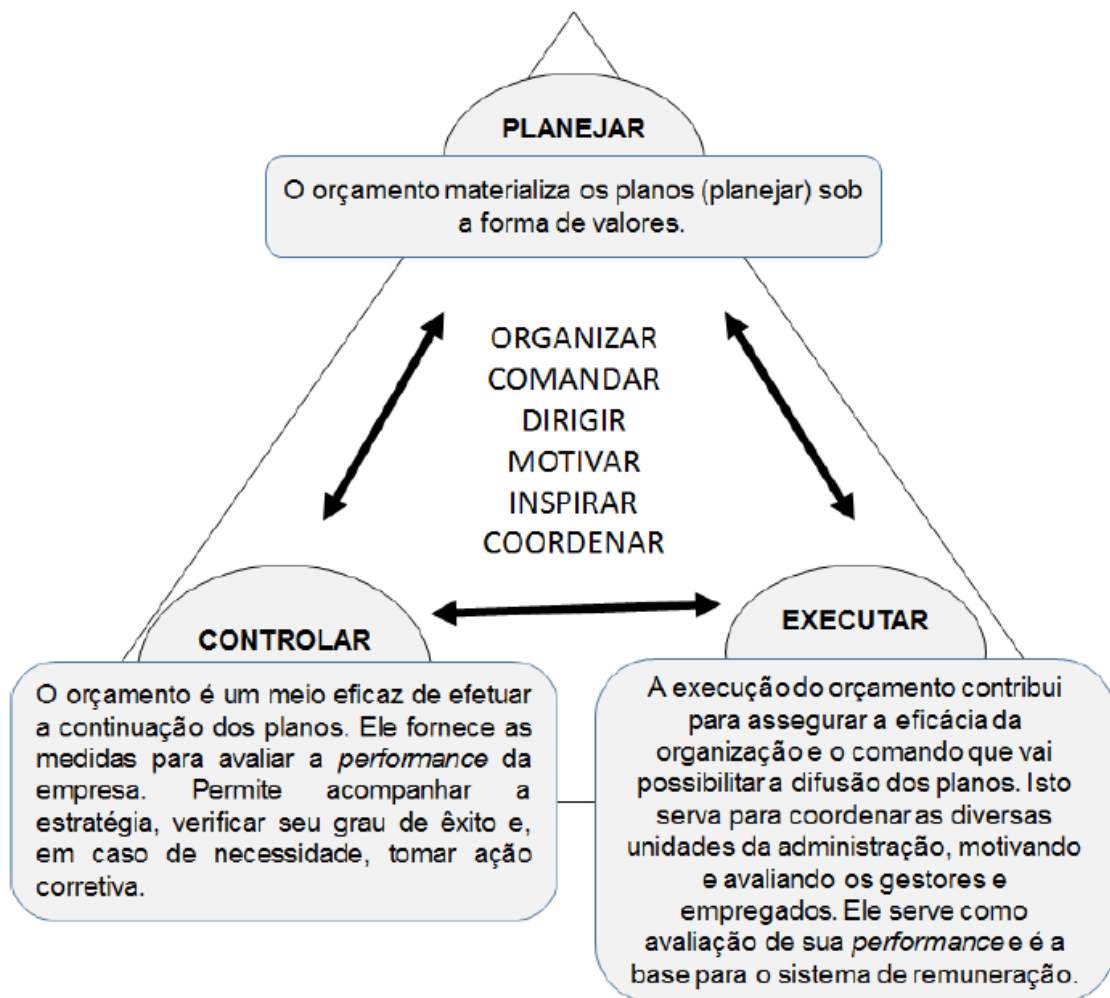 PLANEJAR
O orçamento materializa os planos (planejar) sob
a forma de valores.
ORGANIZAR
COMANDAR
DIRIGIR
MOTIVAR
INSPIRAR
COORDENAR
CONTROLAR
O orçamento é um meio eficaz de efetuar
a continuação dos planos. Ele fornece as
medidas para avaliar a performance da
empresa. Permite acompanhar a
estratégia, verificar seu grau de êxito e,
em caso de necessidade, tomar ação
corretiva.
EXECUTAR
A execução do orçamento contribui
para assegurar a eficácia da
organização e o comando que vai
possibilitar a difusão dos planos. Isto
serva para coordenar as diversas
unidades da administração, motivando
e avaliando os gestores e
empregados. Ele serve como
avaliação de sua performance e é a
base para o sistema de remuneração.